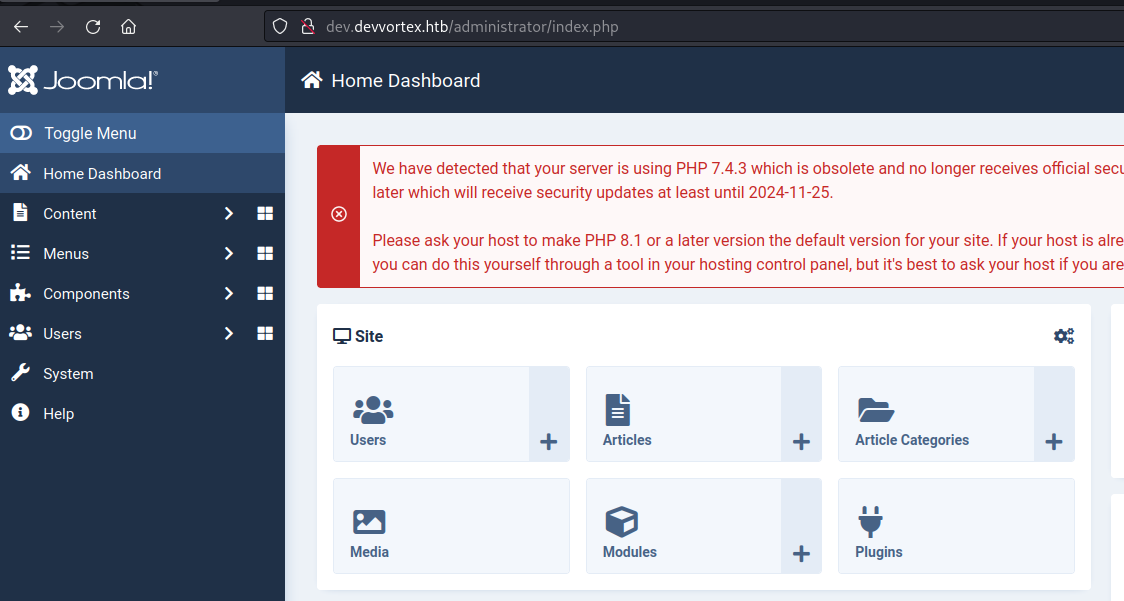 dev.devvortex.htb/administrator/index.php
Joomla!®
Home Dashboard
Toggle Menu
Home Dashboard
Content
Menus
Components
Users
System
Help
We have detected that your server is using PHP 7.4.3 which is obsolete and no longer receives official secu
later which will receive security updates at least until 2024-11-25.
Please ask your host to make PHP 8.1 or a later version the default version for your site. If your host is alre
you can do this yourself through a tool in your hosting control panel, but it's best to ask your host if you are
Site
Users
Articles
Article Categories
Media
Modules
Plugins